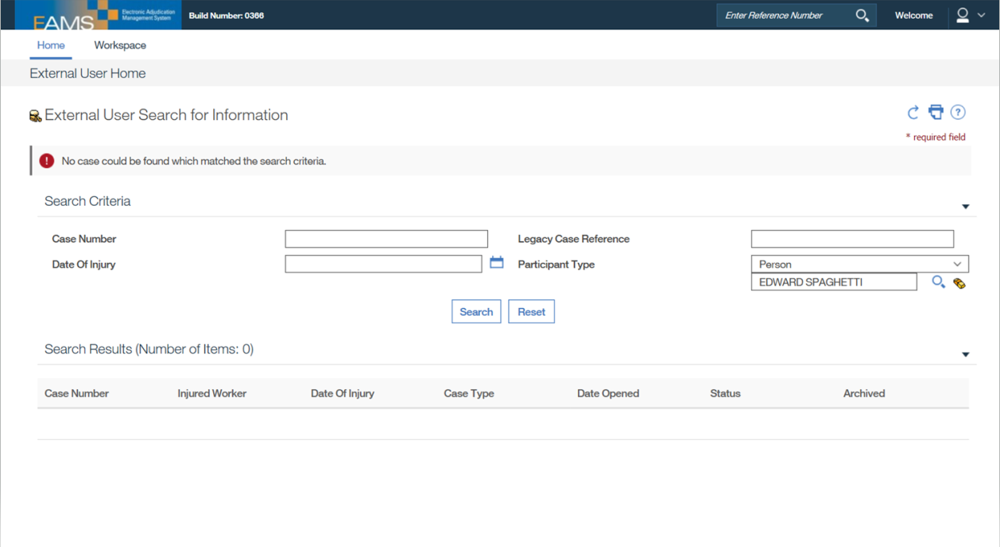 EAMS Electronic Adjudication Management System Build Number: 0366 Enter Reference Number Welcome
Home Workspace
External User Home
External User Search for Information
?
* required field
! No case could be found which matched the search criteria.
Search Criteria
Case Number Legacy Case Reference
Date Of Injury Participant Type Person
EDWARD SPAGHETTI
Search Reset
Search Results (Number of Items: 0)
Case Number Injured Worker Date Of Injury Case Type Date Opened Status Archived